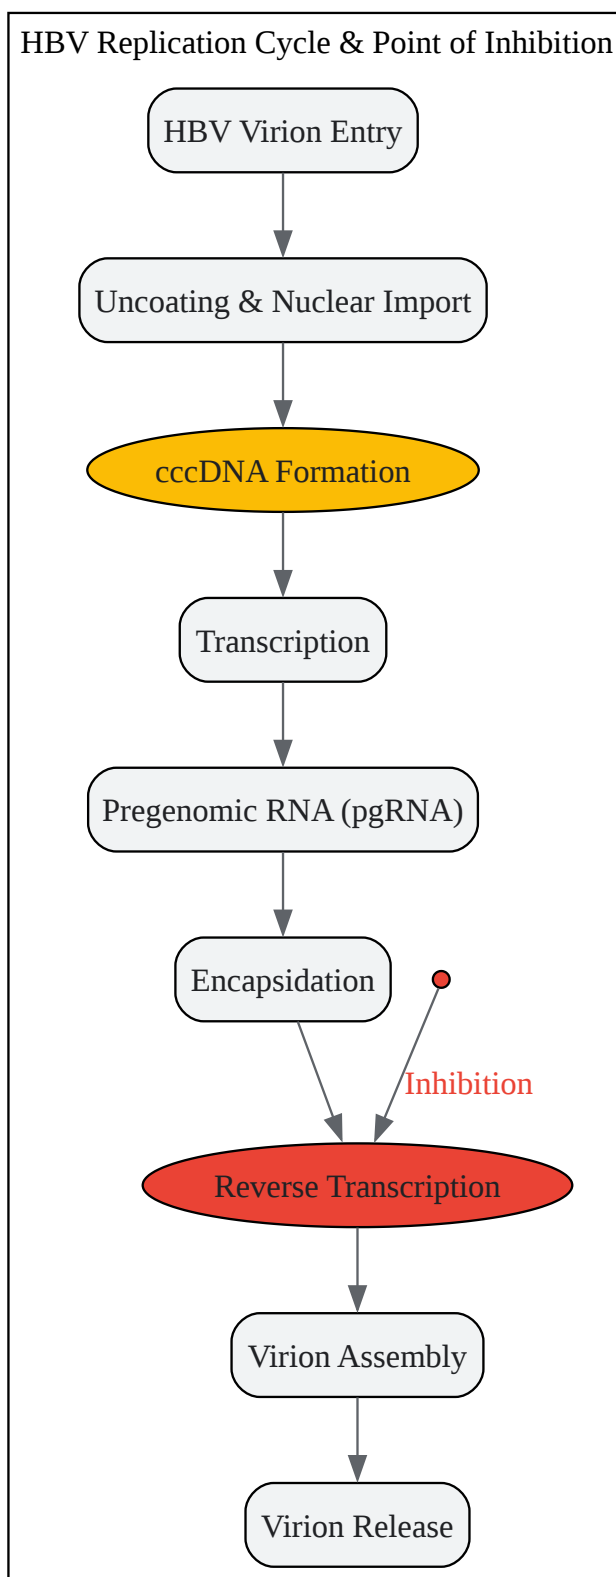 HBV Replication Cycle & Point of Inhibition
HBV Virion Entry
Uncoating & Nuclear Import
cccDNA Formation
Transcription
Pregenomic RNA (pgRNA)
Encapsidation
Inhibition
Reverse Transcription
Virion Assembly
Virion Release